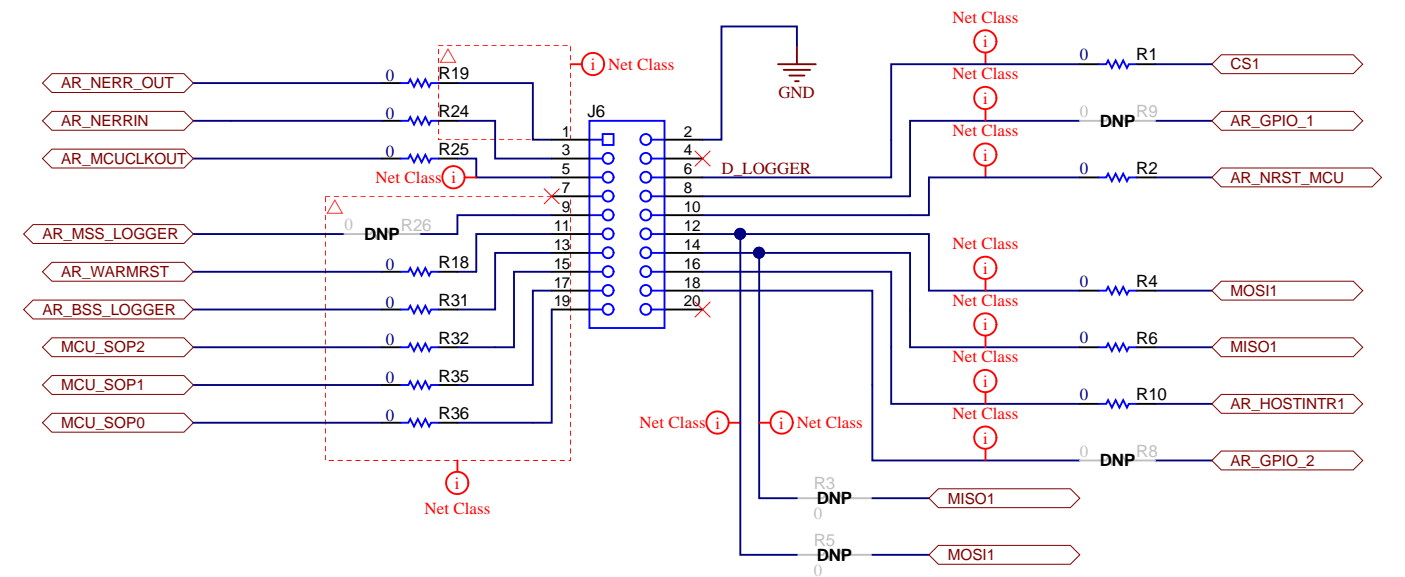 Net Class
0 R1 CS1
AR_NERR_OUT 0 R19 Net Class
GND
Net Class
AR_NERRIN 0 R24 J6
0 DNP R9 AR_GPIO_1
Net Class
1 2
AR_MCUCLKOUT 0 R25 3 4
Net Class 5 6 D_LOGGER
0 R2 AR_NRST_MCU
7 8
9 10
AR_MSS_LOGGER 0 DNP R26 11 12
13 14
Net Class
AR_WARMRST 0 R18 15 16
17 18
0 R4 MOSI1
AR_BSS_LOGGER 0 R31 19 20
Net Class
MCU_SOP2 0 R32
0 R6 MISO1
Net Class
MCU_SOP1 0 R35
0 R10 AR_HOSTINTR1
MCU_SOP0 0 R36
Net Class Net Class
Net Class
0 DNP R8 AR_GPIO_2
Net Class
R3
DNP MISO1
0
R5
DNP MOSI1
0